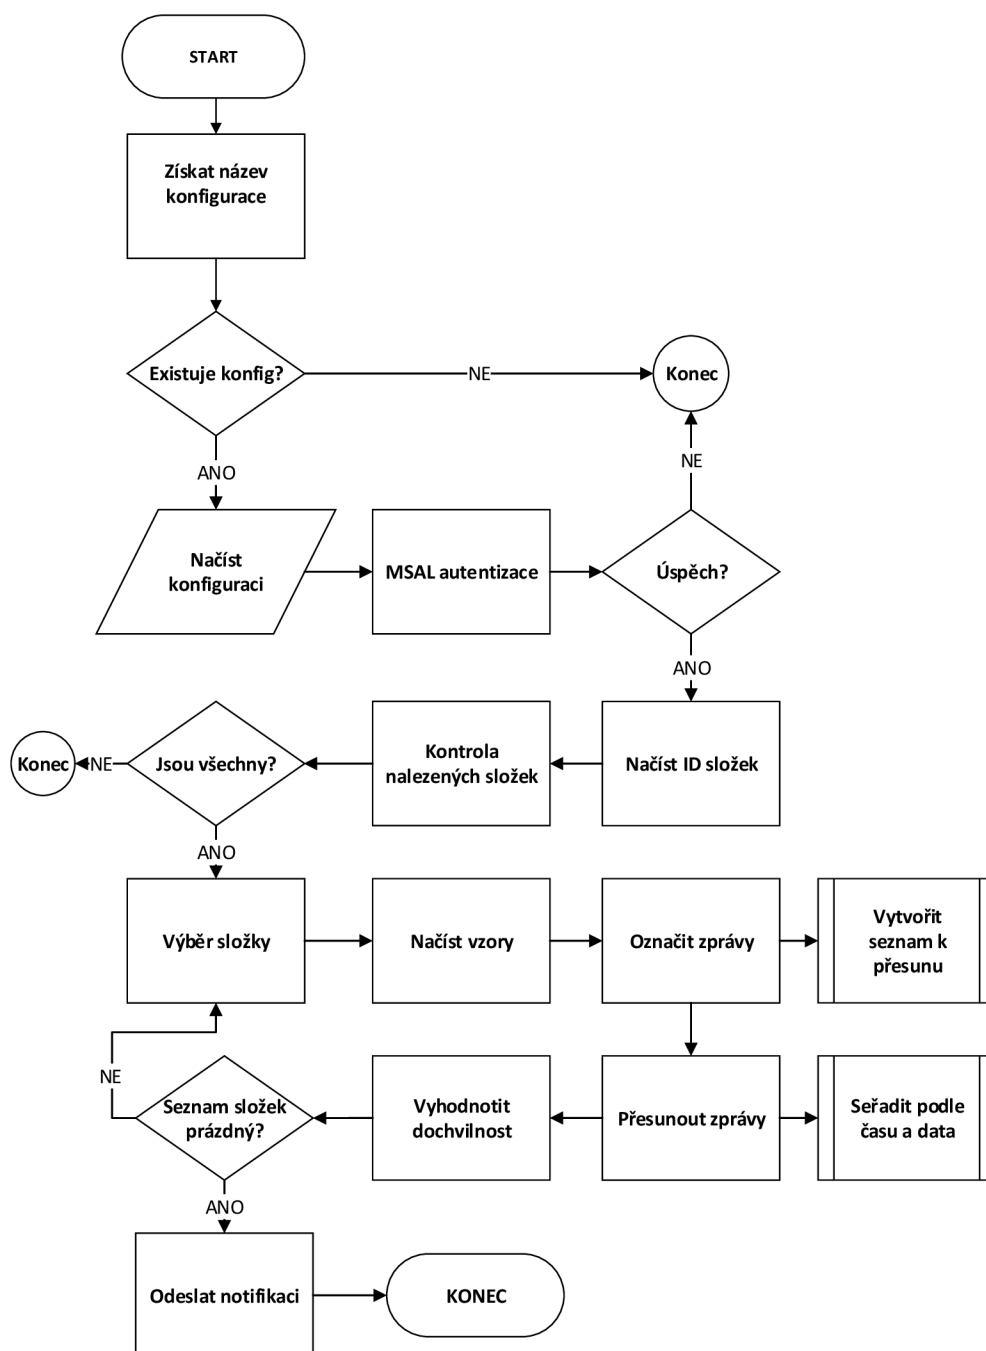 START
Získat název
konfigurace
Existuje konfig?
NE
Konec
ANO
NE
Načíst
konfiguraci
MSAL autentizace
Úspěch?
ANO
Konec
NE
Jsou všechny?
Kontrola
nalezených složek
Načíst ID složek
ANO
Výběr složky
Načíst vzory
Označit zprávy
Vytvořit
seznam k
přesunu
NE
Seznam složek
prázdný?
Vyhodnotit
dochvilnost
Přesunout zprávy
Seřadit podle
času a data
ANO
Odeslat notifikaci
KONEC